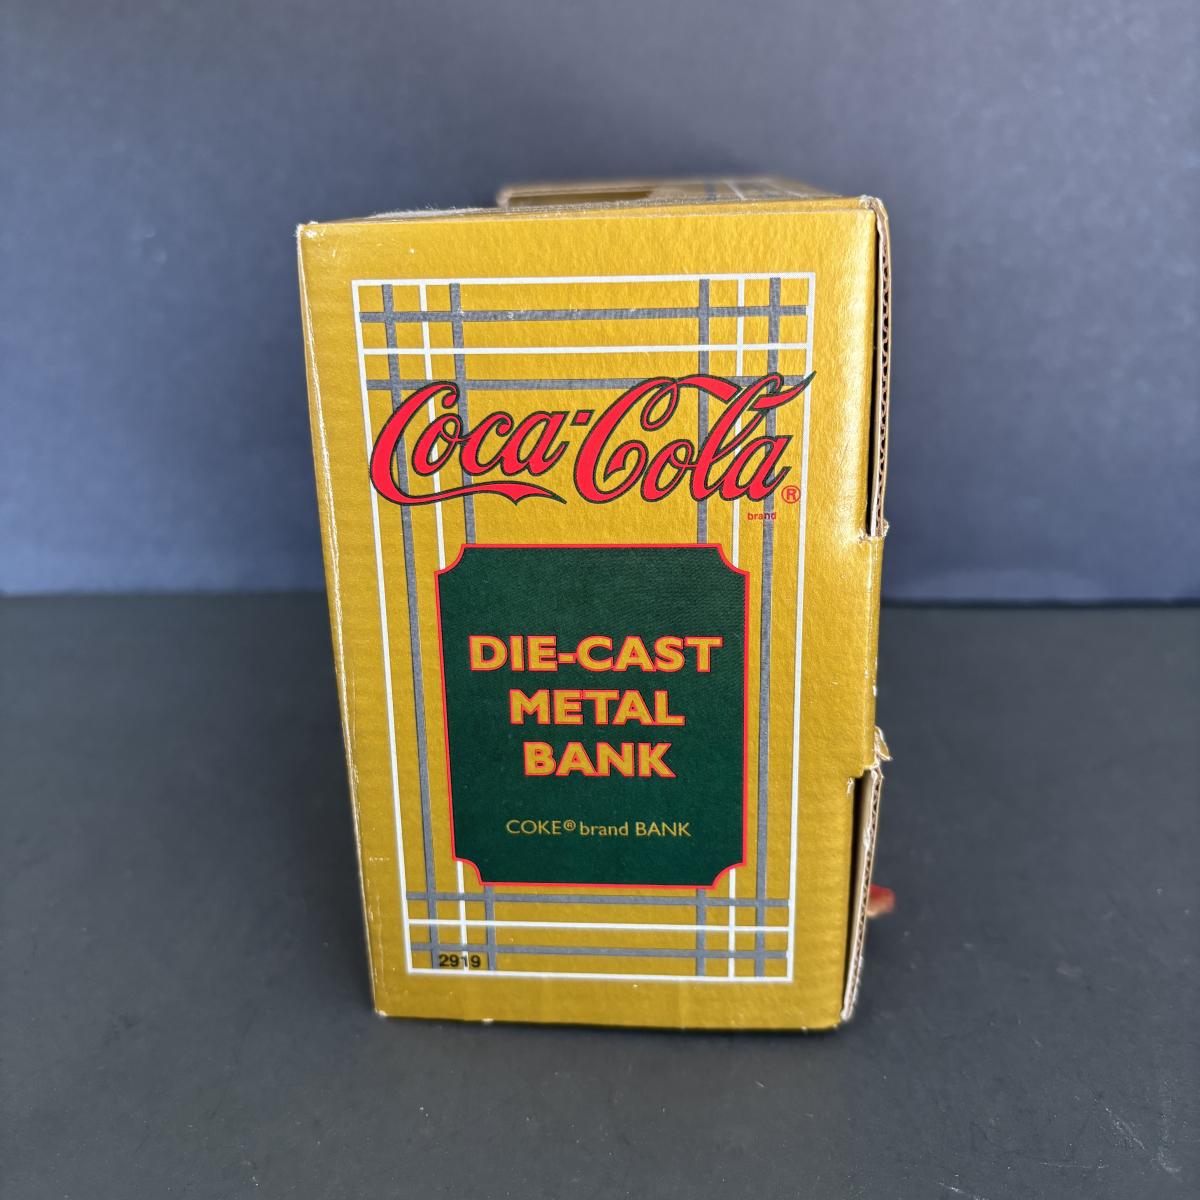 Coca-Cola®
brand
DIE-CAST
METAL
BANK
COKE® brand BANK
2919